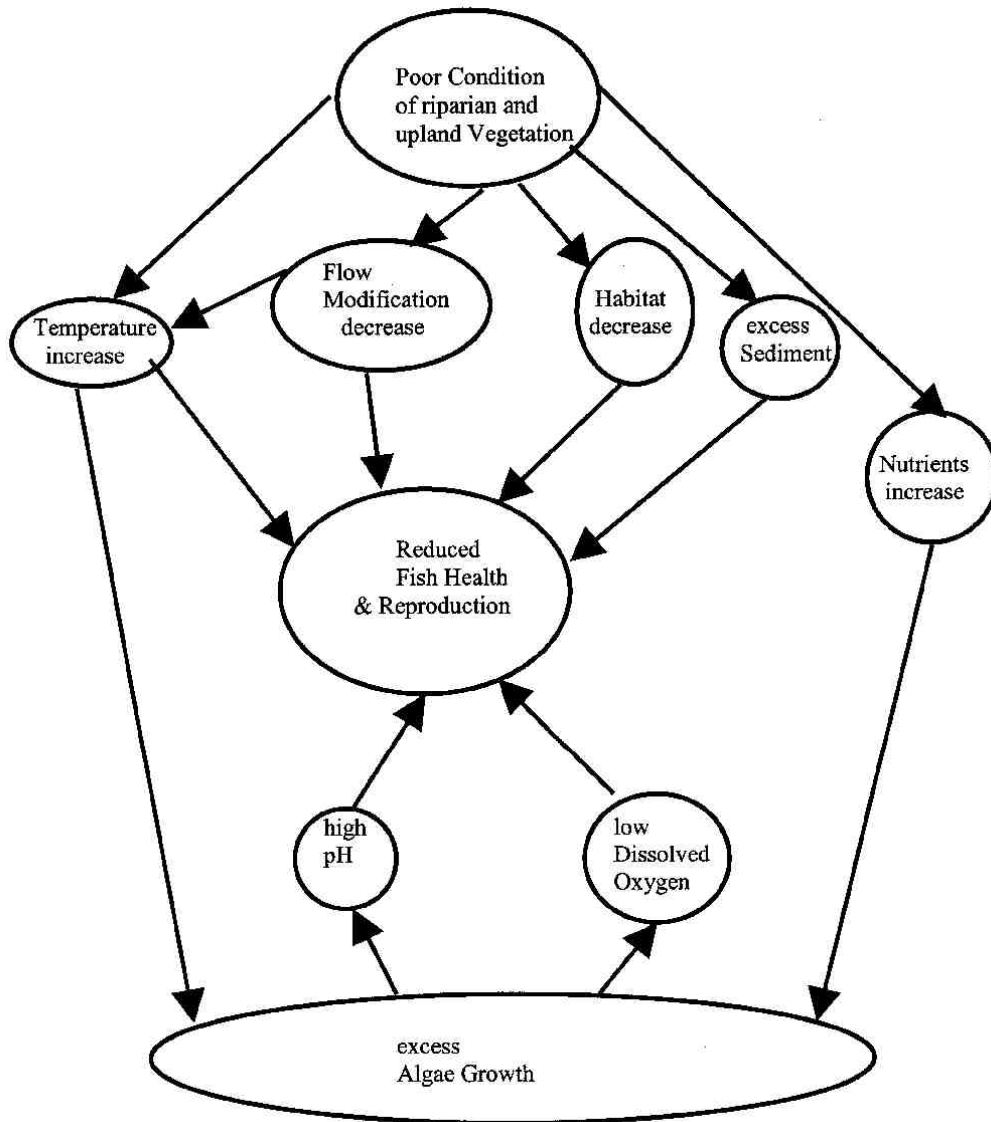 Poor Condition
of riparian and
upland Vegetation
Flow
Modification
decrease
Habitat
decrease
Temperature
increase
excess
Sediment
Nutrients
increase
Reduced
Fish Health
& Reproduction
high
pH
low
Dissolved
Oxygen
excess
Algae Growth